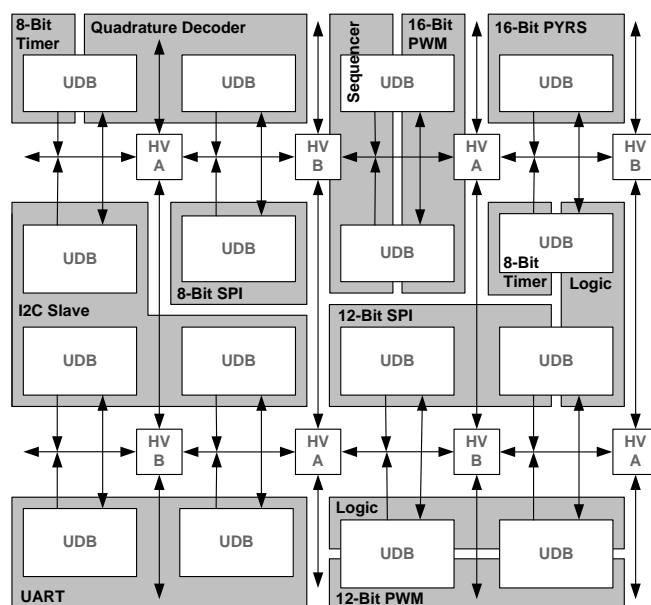 8-Bit
Timer
Quadrature Decoder
Sequencer
16-Bit
PWM
16-Bit PYRS
UDB
UDB
UDB
UDB
HV
A
HV
B
HV
A
HV
B
UDB
UDB
UDB
UDB
8-Bit SPI
8-Bit
Timer
Logic
I2C Slave
12-Bit SPI
UDB
UDB
UDB
UDB
HV
B
HV
A
HV
B
HV
A
Logic
UDB
UDB
UDB
UDB
UART
12-Bit PWM